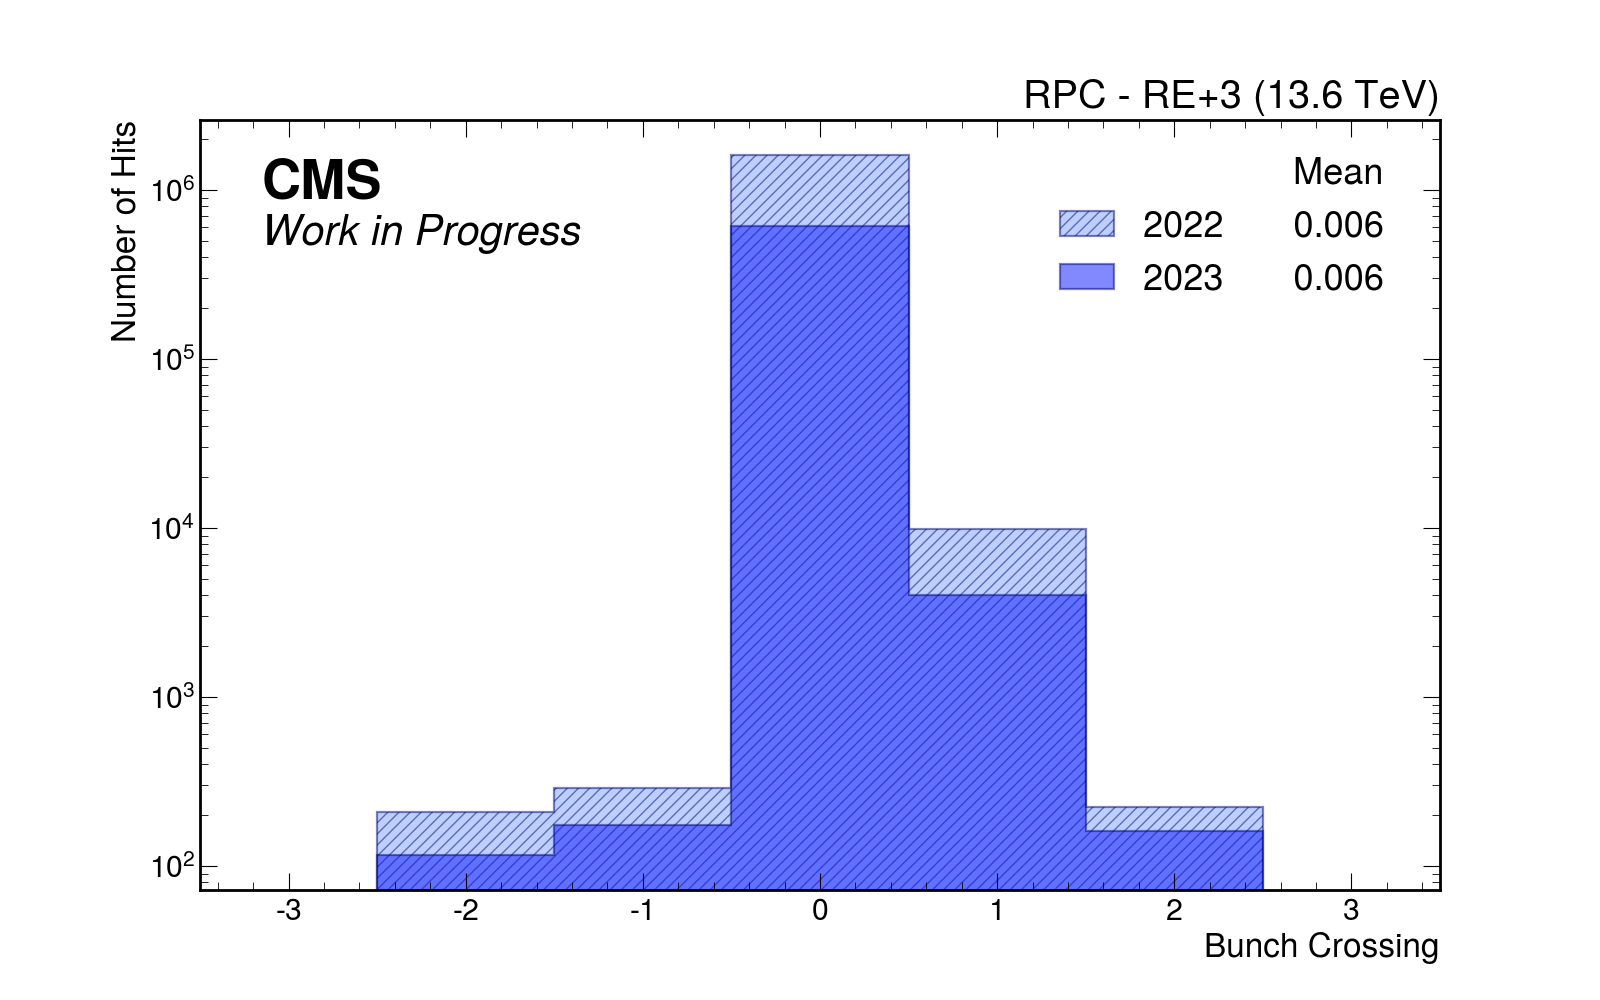 RPC - RE+3 (13.6 TeV)
CMS
Work in Progress
Number of Hits
Mean
2022 0.006
2023 0.006
10⁶
10⁵
10⁴
10³
10²
-3 -2 -1 0 1 2 3
Bunch Crossing